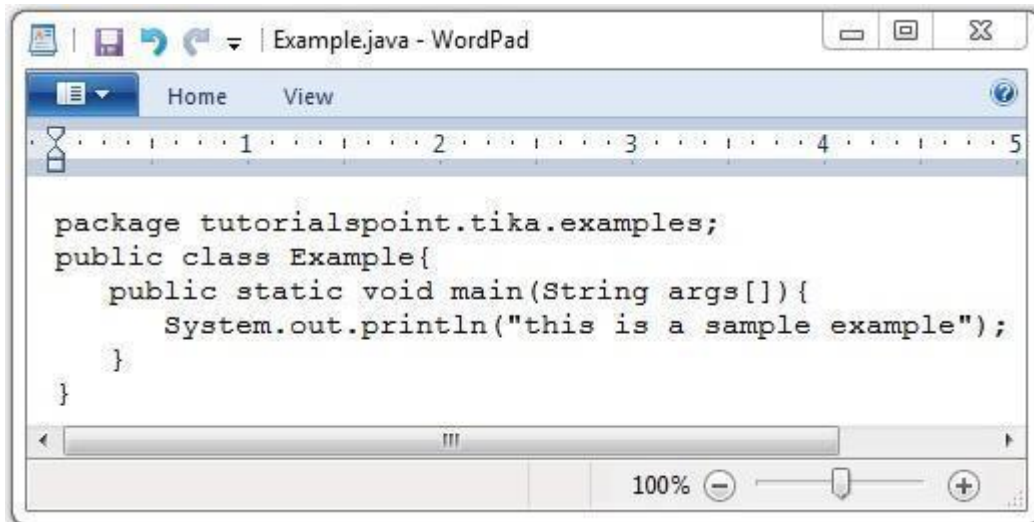 Example.java - WordPad
Home View
1 2 3 4 5
package tutorialspoint.tika.examples;
public class Example{
   public static void main(String args[]){
      System.out.println("this is a sample example");
   }
}
100%